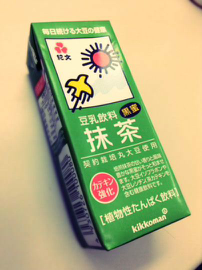 毎日続ける大豆の健康
紀文
豆乳飲料
黒蜜
抹茶
契約栽培丸大豆使用
カテキン
強化
【植物性たんぱく飲料】
kikkoman